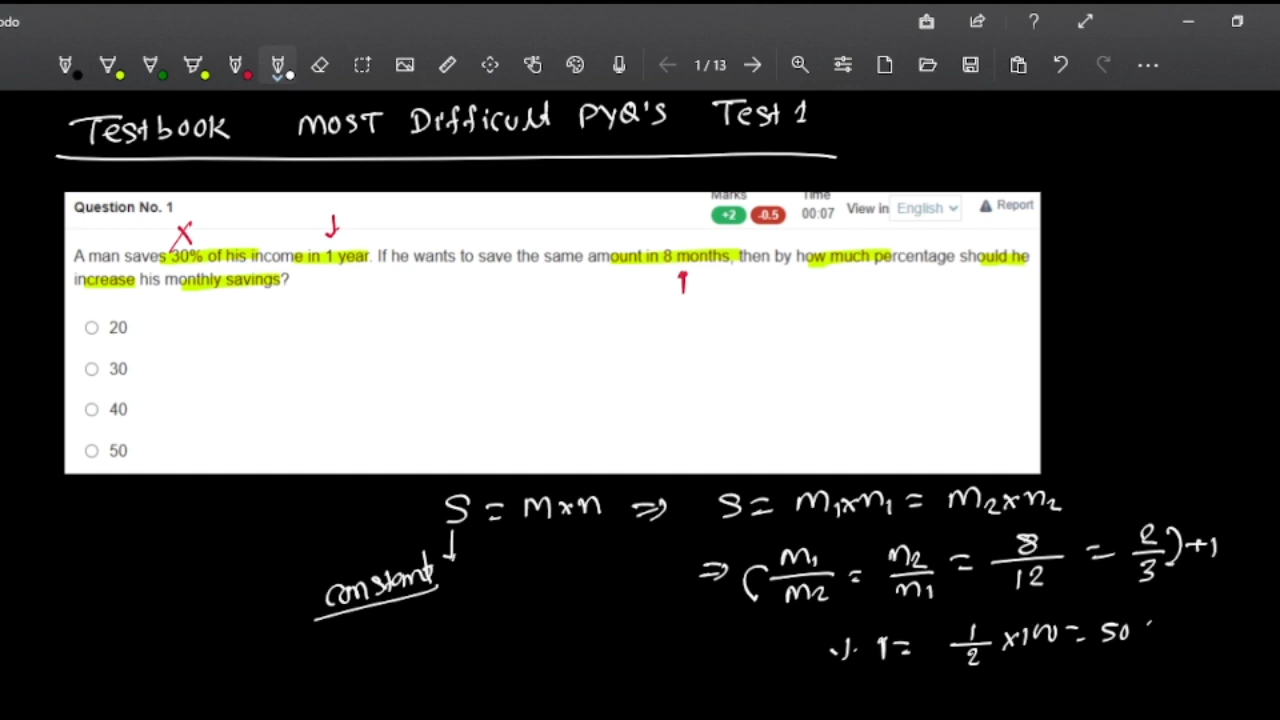 odo
1 / 13
Testbook MOST Difficult PYQ's Test 1
Question No. 1
Marks
+2 -0.5
Time
00:07
View in English
Report
A man saves 30% of his income in 1 year. If he wants to save the same amount in 8 months, then by how much percentage should he
increase his monthly savings?
20
30
40
50
S = m×n ⇒ S = m₁×n₁ = m₂×n₂
constant
⇒ ( m₁/m₂ = n₂/n₁ = 8/12 = 2/3 ) +1
% ↑ = 1/2 ×100 = 50